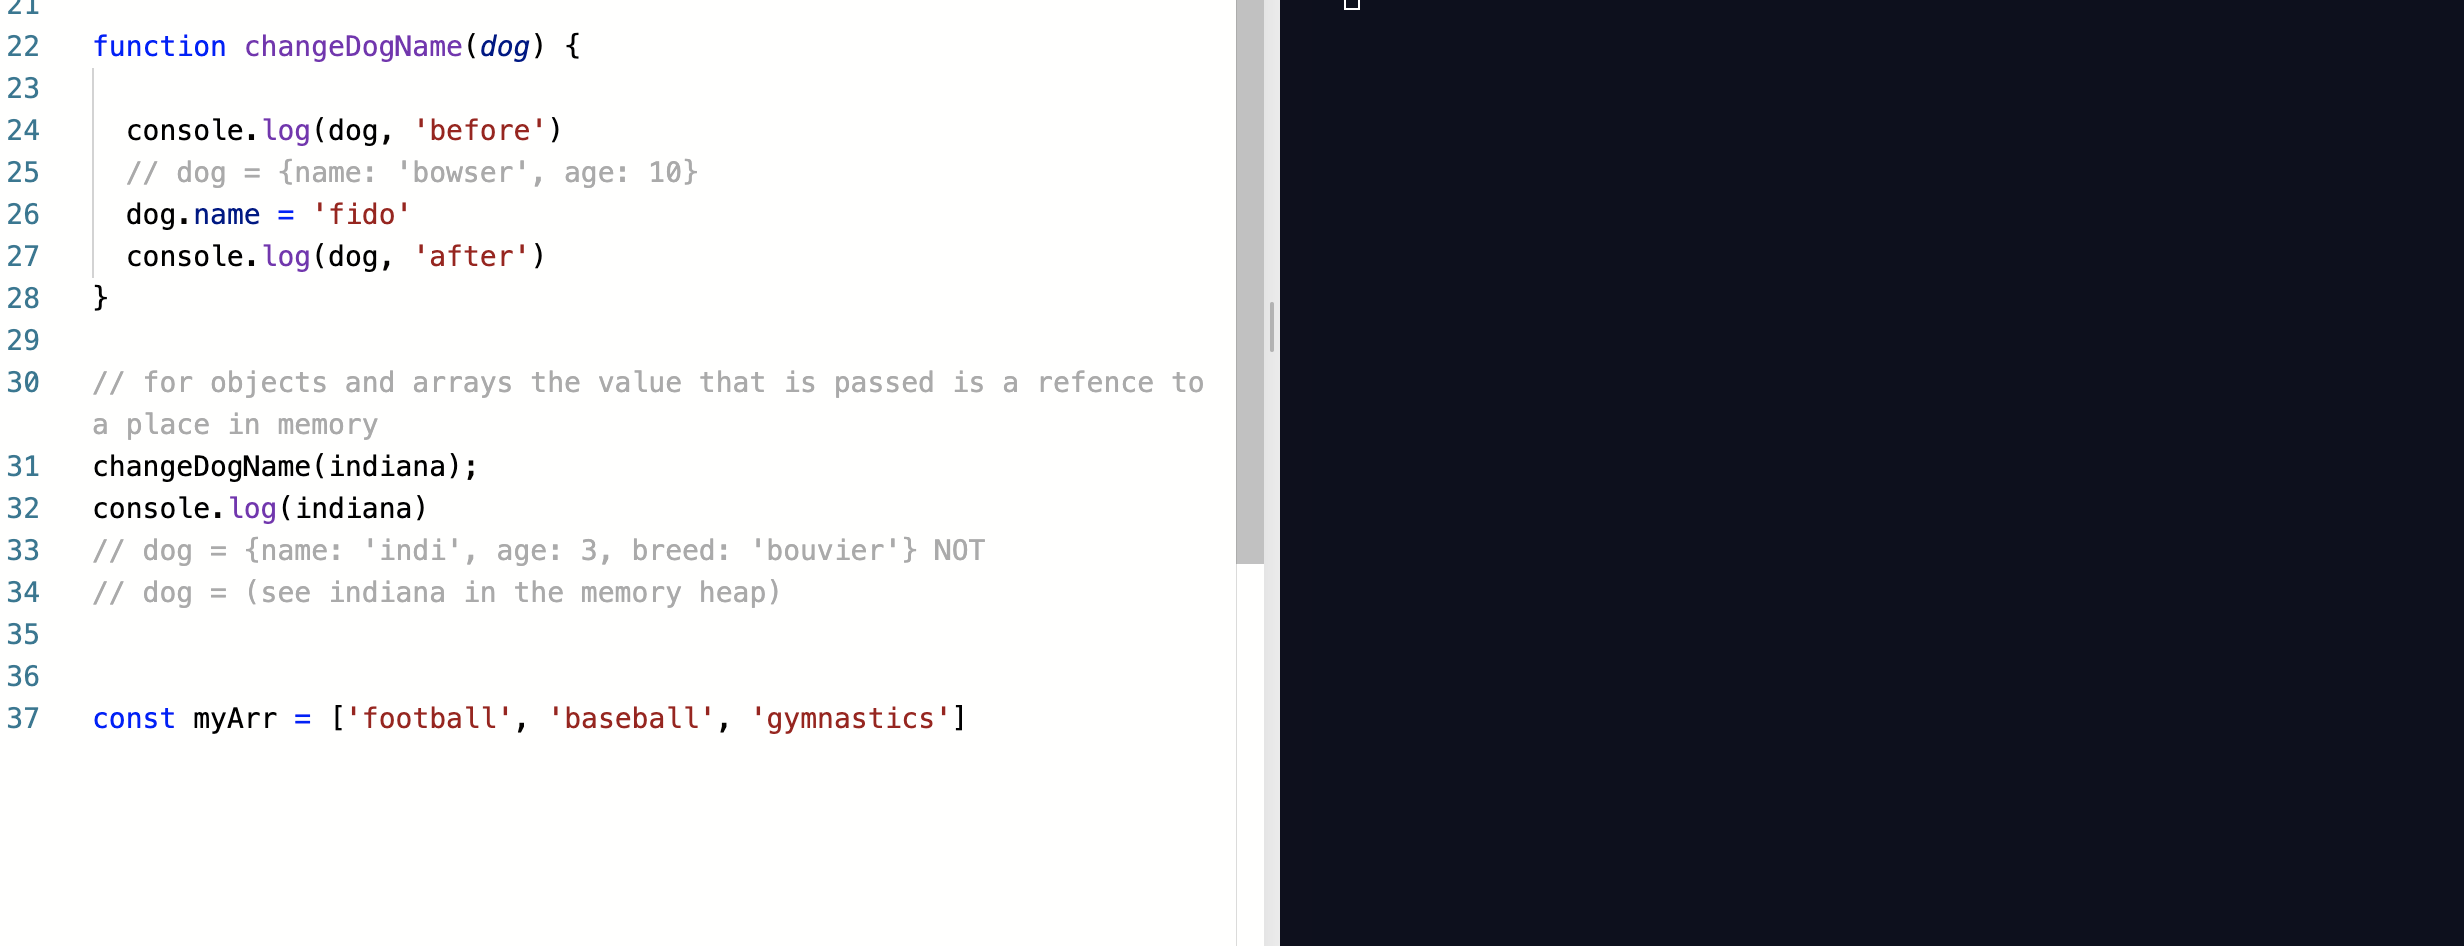 21
22 function changeDogName(dog) {
23
24 console.log(dog, 'before')
25 // dog = {name: 'bowser', age: 10}
26 dog.name = 'fido'
27 console.log(dog, 'after')
28 }
29
30 // for objects and arrays the value that is passed is a refence to
a place in memory
31 changeDogName(indiana);
32 console.log(indiana)
33 // dog = {name: 'indi', age: 3, breed: 'bouvier'} NOT
34 // dog = (see indiana in the memory heap)
35
36
37 const myArr = ['football', 'baseball', 'gymnastics']